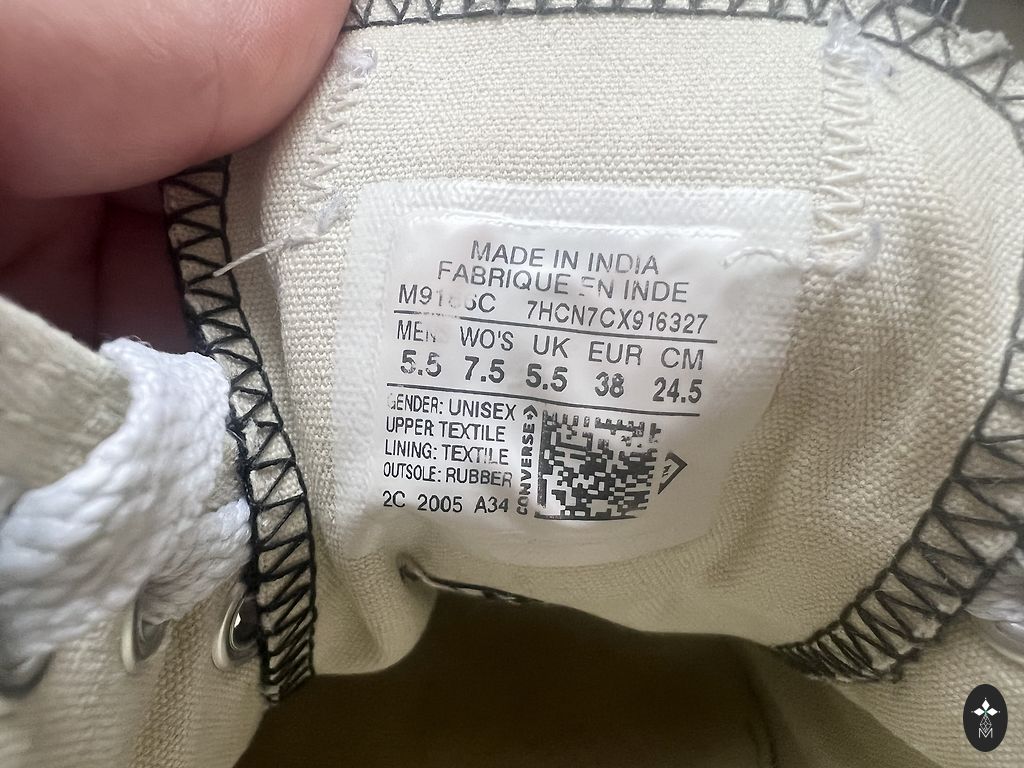 MADE IN INDIA
FABRIQUE EN INDE
M9166C 7HCN7CX916327
MEN WO'S UK EUR CM
5.5 7.5 5.5 38 24.5
GENDER: UNISEX
UPPER TEXTILE
LINING: TEXTILE
OUTSOLE: RUBBER
2C 2005 A34
CONVERSE
M